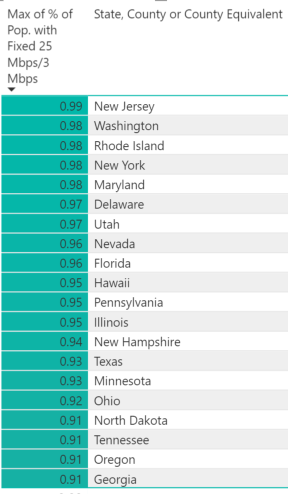 Max of % of State, County or County Equivalent
Pop. with
Fixed 25
Mbps/3
Mbps
0.99 New Jersey
0.98 Washington
0.98 Rhode Island
0.98 New York
0.98 Maryland
0.97 Delaware
0.97 Utah
0.96 Nevada
0.96 Florida
0.95 Hawaii
0.95 Pennsylvania
0.95 Illinois
0.94 New Hampshire
0.93 Texas
0.93 Minnesota
0.92 Ohio
0.91 North Dakota
0.91 Tennessee
0.91 Oregon
0.91 Georgia